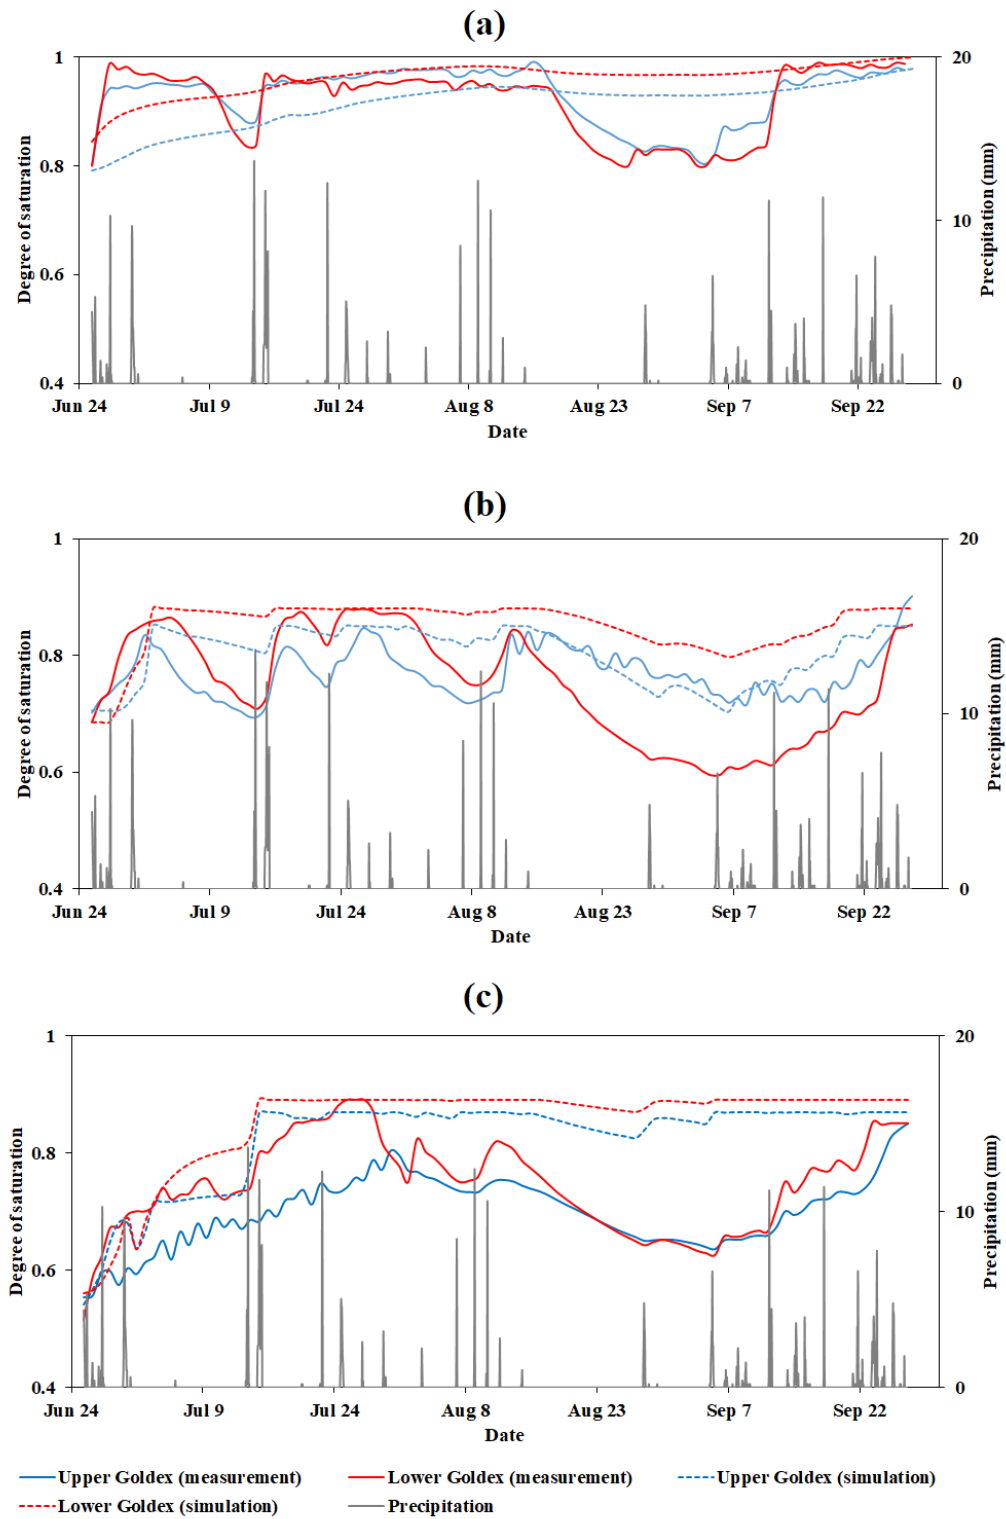 (a)
1
0.8
0.6
0.4
Degree of saturation
20
10
0
Precipitation (mm)
Jun 24 Jul 9 Jul 24 Aug 8 Aug 23 Sep 7 Sep 22
Date
(b)
1
0.8
0.6
0.4
Degree of saturation
20
10
0
Precipitation (mm)
Jun 24 Jul 9 Jul 24 Aug 8 Aug 23 Sep 7 Sep 22
Date
(c)
1
0.8
0.6
0.4
Degree of saturation
20
10
0
Precipitation (mm)
Jun 24 Jul 9 Jul 24 Aug 8 Aug 23 Sep 7 Sep 22
Date
Upper Goldex (measurement) Lower Goldex (measurement) Upper Goldex (simulation)
Lower Goldex (simulation) Precipitation